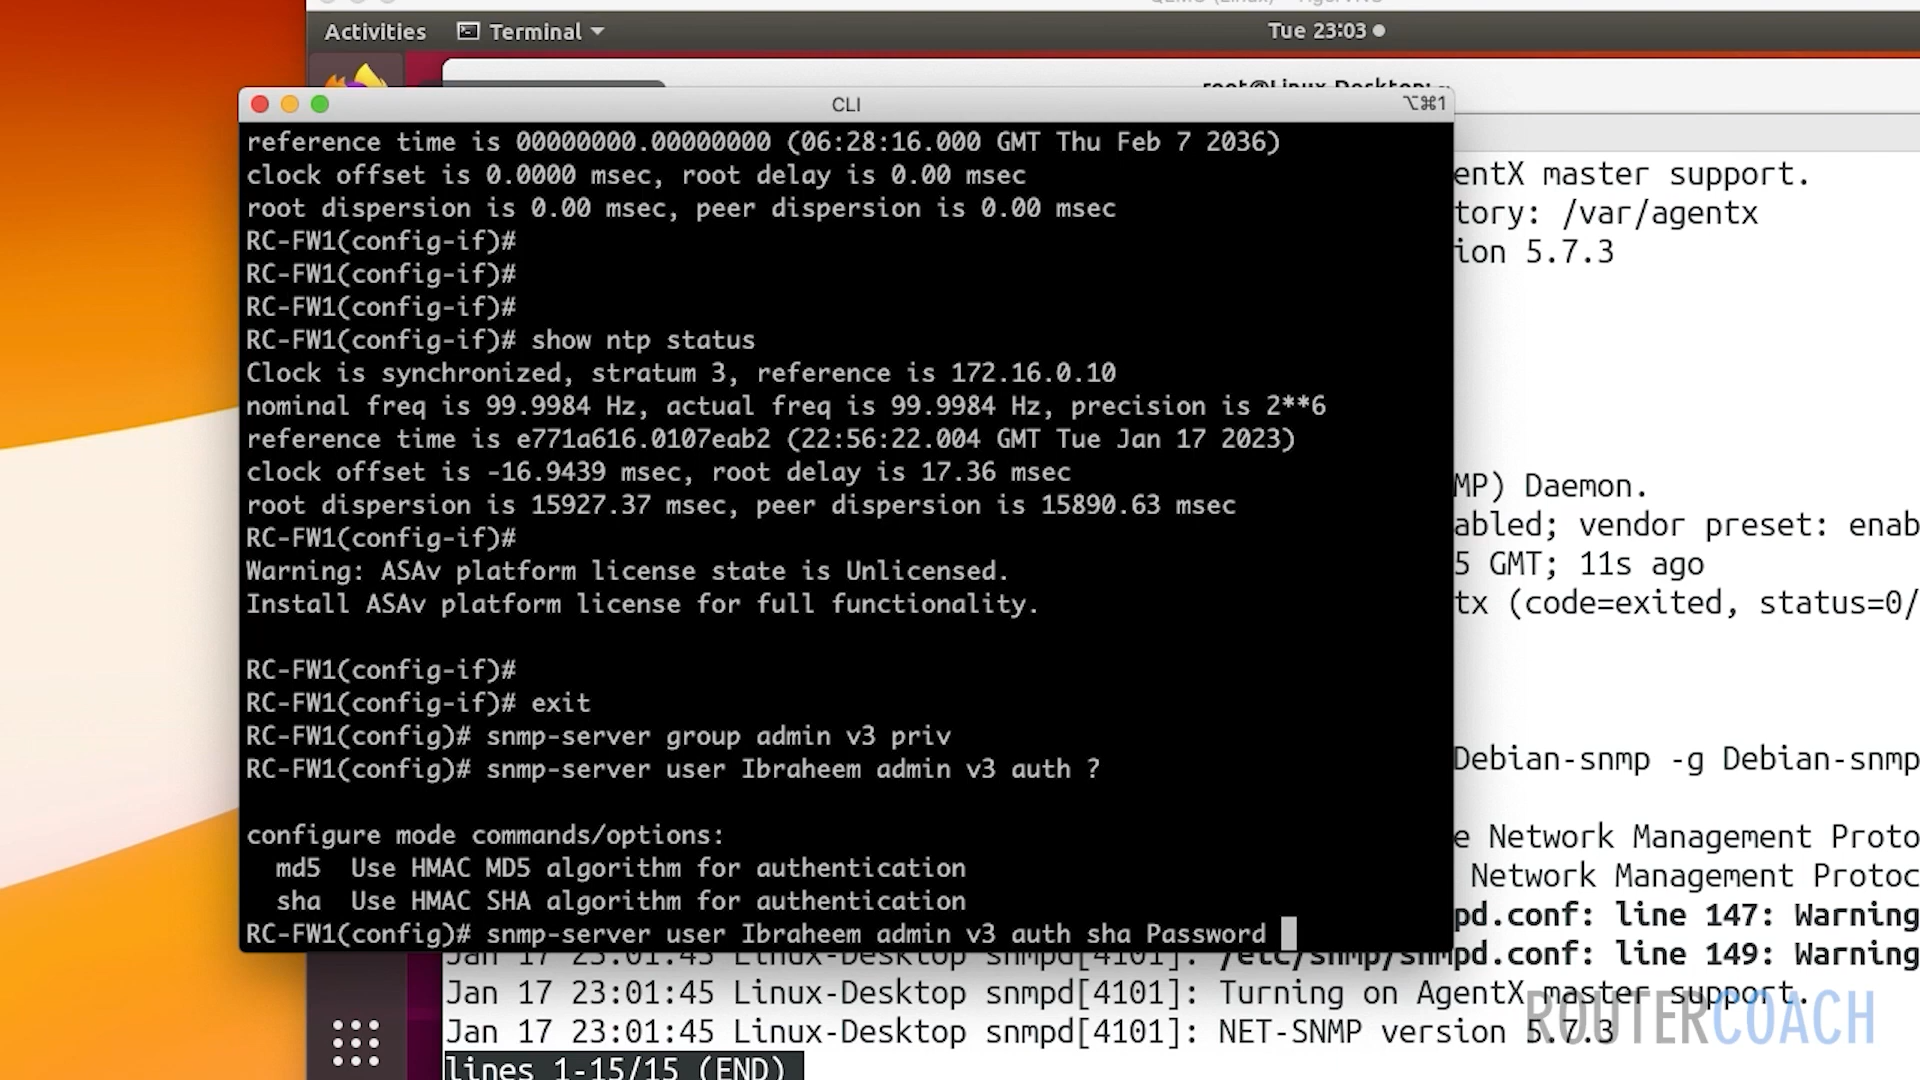 Activities
Terminal
Tue 23:03
CLI
⌥⌘1
reference time is 00000000.00000000 (06:28:16.000 GMT Thu Feb 7 2036)
clock offset is 0.0000 msec, root delay is 0.00 msec
root dispersion is 0.00 msec, peer dispersion is 0.00 msec
RC-FW1(config-if)#
RC-FW1(config-if)#
RC-FW1(config-if)#
RC-FW1(config-if)# show ntp status
Clock is synchronized, stratum 3, reference is 172.16.0.10
nominal freq is 99.9984 Hz, actual freq is 99.9984 Hz, precision is 2**6
reference time is e771a616.0107eab2 (22:56:22.004 GMT Tue Jan 17 2023)
clock offset is -16.9439 msec, root delay is 17.36 msec
root dispersion is 15927.37 msec, peer dispersion is 15890.63 msec
RC-FW1(config-if)#
Warning: ASAv platform license state is Unlicensed.
Install ASAv platform license for full functionality.
RC-FW1(config-if)#
RC-FW1(config-if)# exit
RC-FW1(config)# snmp-server group admin v3 priv
RC-FW1(config)# snmp-server user Ibraheem admin v3 auth ?
configure mode commands/options:
md5 Use HMAC MD5 algorithm for authentication
sha Use HMAC SHA algorithm for authentication
RC-FW1(config)# snmp-server user Ibraheem admin v3 auth sha Password
root@Linux-Desktop: ~
entX master support.
tory: /var/agentx
ion 5.7.3
MP) Daemon.
abled; vendor preset: enab
5 GMT; 11s ago
tx (code=exited, status=0/
Debian-snmp -g Debian-snmp
e Network Management Proto
Network Management Protoc
pd.conf: line 147: Warning
Jan 17 23:01:45 Linux-Desktop snmpd[4101]: /etc/snmp/snmpd.conf: line 149: Warning
Jan 17 23:01:45 Linux-Desktop snmpd[4101]: Turning on AgentX master support.
Jan 17 23:01:45 Linux-Desktop snmpd[4101]: NET-SNMP version 5.7.3
lines 1-15/15 (END)
ROUTERCOACH